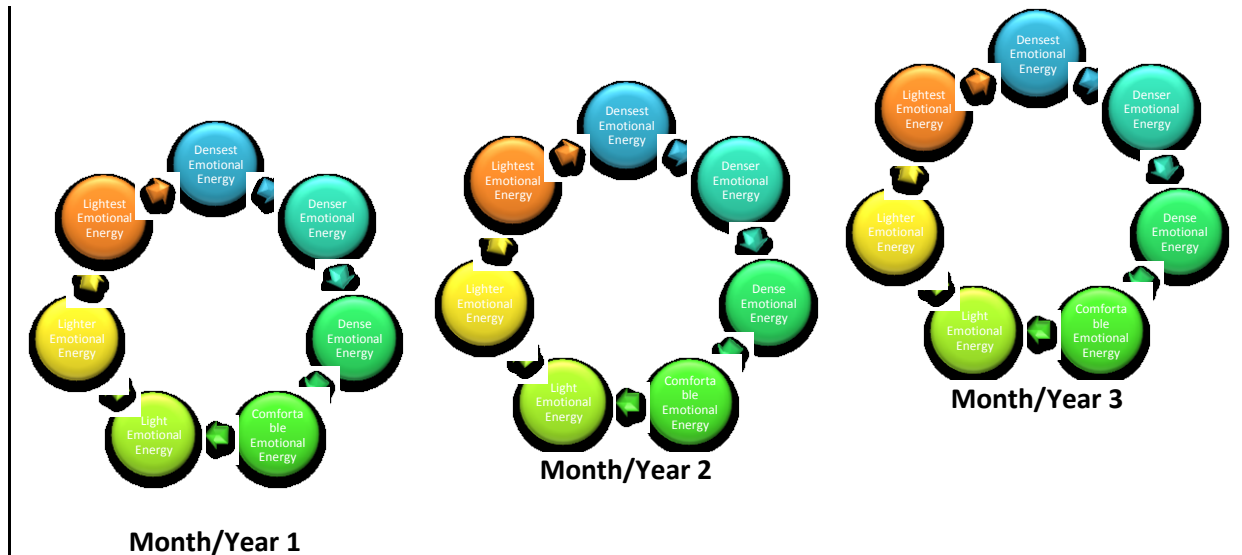 Densest
Emotional
Energy
Denser
Emotional
Energy
Dense
Emotional
Energy
Comforta
ble
Emotional
Energy
Light
Emotional
Energy
Lighter
Emotional
Energy
Lightest
Emotional
Energy
Month/Year 1
Densest
Emotional
Energy
Denser
Emotional
Energy
Dense
Emotional
Energy
Comforta
ble
Emotional
Energy
Light
Emotional
Energy
Lighter
Emotional
Energy
Lightest
Emotional
Energy
Month/Year 2
Densest
Emotional
Energy
Denser
Emotional
Energy
Dense
Emotional
Energy
Comforta
ble
Emotional
Energy
Light
Emotional
Energy
Lighter
Emotional
Energy
Lightest
Emotional
Energy
Month/Year 3